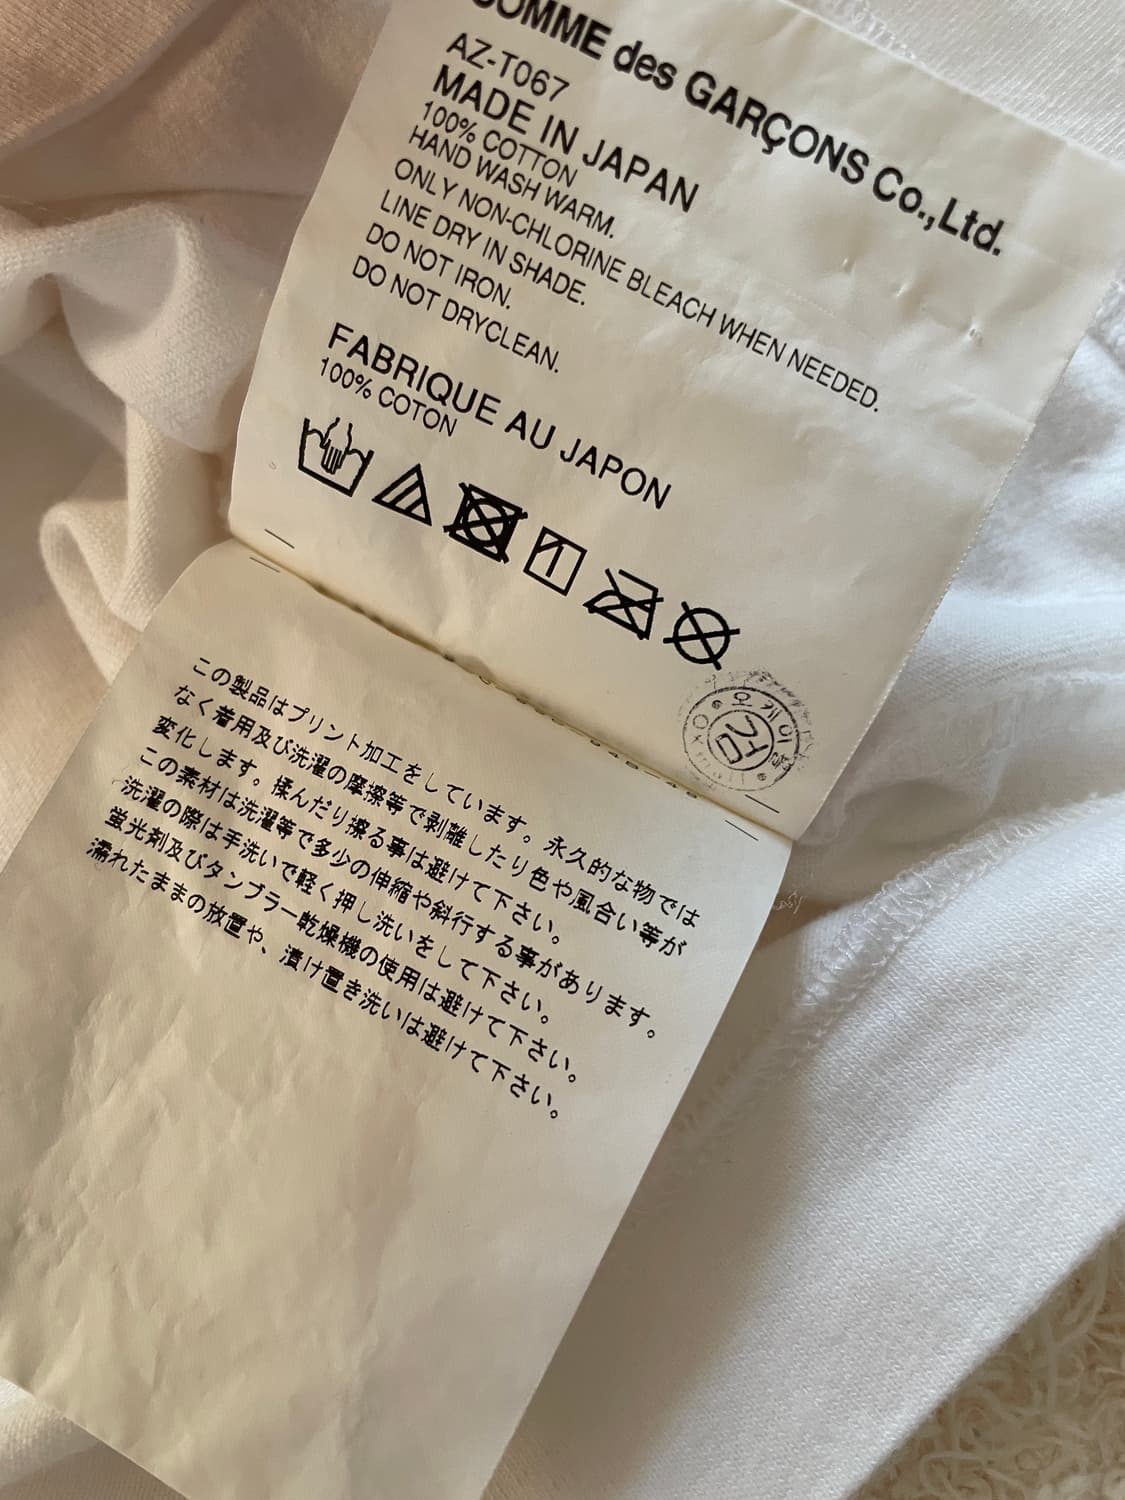 COMME des GARÇONS Co.,Ltd.
AZ-T067
MADE IN JAPAN
100% COTTON
HAND WASH WARM.
ONLY NON-CHLORINE BLEACH WHEN NEEDED.
LINE DRY IN SHADE.
DO NOT IRON.
DO NOT DRYCLEAN.
FABRIQUE AU JAPON
100% COTON
오케이
この製品はプリント加工をしています。永久的な物では
なく着用及び洗濯の摩擦等で剥離したり色や風合い等が
変化します。揉んだり擦る事は避けて下さい。
この素材は洗濯等で多少の伸縮や斜行する事があります。
洗濯の際は手洗いで軽く押し洗いをして下さい。
蛍光剤及びタンブラー乾燥機の使用は避けて下さい。
濡れたままの放置や、漬け置き洗いは避けて下さい。